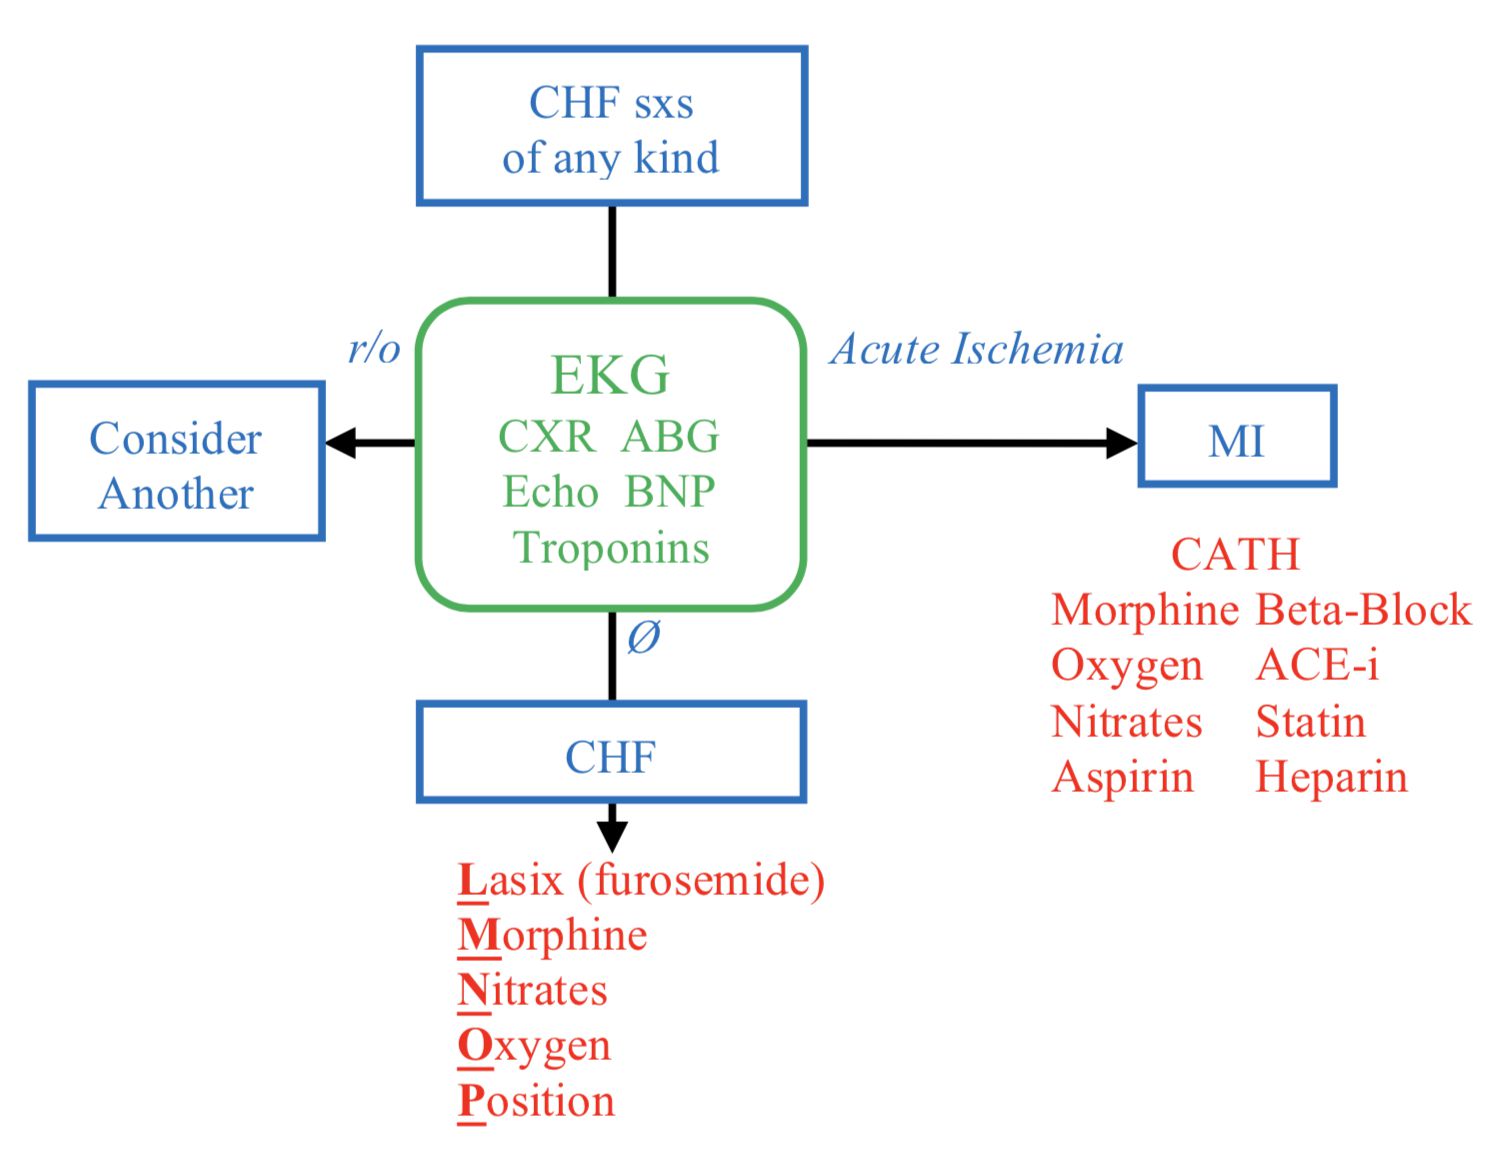 CHF sxs
of any kind
r/o
EKG
CXR ABG
Echo BNP
Troponins
Acute Ischemia
Consider
Another
MI
CATH
Morphine Beta-Block
Oxygen ACE-i
Nitrates Statin
Aspirin Heparin
Ø
CHF
Lasix (furosemide)
Morphine
Nitrates
Oxygen
Position